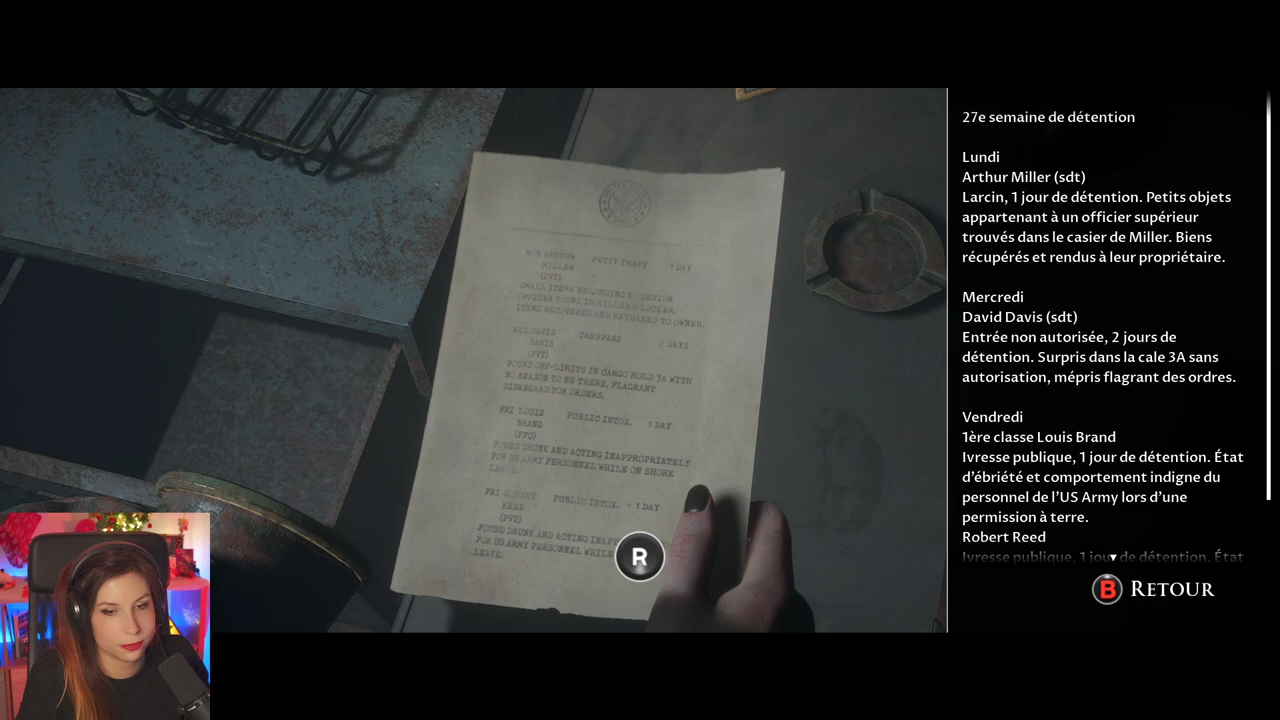 MON ARTHUR PETTY THEFT 1 DAY
MILLER
(PVT)
SMALL ITEMS BELONGING TO SENIOR
OFFICER FOUND IN MILLER'S LOCKER.
ITEMS RECOVERED AND RETURNED TO OWNER.
WED DAVID TRESPASS 2 DAYS
DAVIS
(PVT)
FOUND OFF-LIMITS IN CARGO HOLD 3A WITH
NO REASON TO BE THERE, FLAGRANT
DISREGARD FOR ORDERS.
FRI LOUIS PUBLIC INTOX. 1 DAY
BRAND
(PFC)
FOUND DRUNK AND ACTING INAPPROPRIATELY
FOR US ARMY PERSONNEL WHILE ON SHORE
LEAVE.
FRI ROBERT PUBLIC INTOX. 1 DAY
REED
(PVT)
FOUND DRUNK AND ACTING
FOR US ARMY PERSONNEL WHILE
LEAVE.
R
27e semaine de détention
Lundi
Arthur Miller (sdt)
Larcin, 1 jour de détention. Petits objets
appartenant à un officier supérieur
trouvés dans le casier de Miller. Biens
récupérés et rendus à leur propriétaire.
Mercredi
David Davis (sdt)
Entrée non autorisée, 2 jours de
détention. Surpris dans la cale 3A sans
autorisation, mépris flagrant des ordres.
Vendredi
1ère classe Louis Brand
Ivresse publique, 1 jour de détention. État
d'ébriété et comportement indigne du
personnel de l'US Army lors d'une
permission à terre.
Robert Reed
Ivresse publique, 1 jour de détention. État
B RETOUR